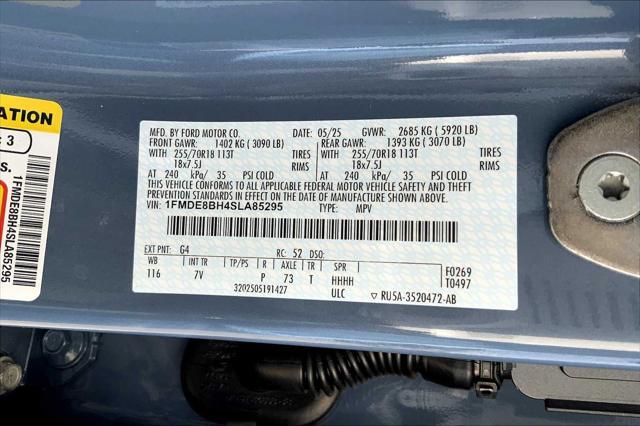 ATION
: 3
S.
1FMDE8BH4SLA85295
MFD. BY FORD MOTOR CO. 05/25 GVWR: 2685 KG ( 5920 LB)
FRONT GAWR: 1402 KG ( 3090 LB) REAR GAWR: 1393 KG ( 3070 LB)
WITH 255/70R18 113T TIRES WITH 255/70R18 113T TIRES
18x7.5J RIMS 18x7.5J RIMS
AT 240 kPa/ 35 PSI COLD AT 240 kPa/ 35 PSI COLD
THIS VEHICLE CONFORMS TO ALL APPLICABLE FEDERAL MOTOR VEHICLE SAFETY AND THEFT
PREVENTION STANDARDS IN EFFECT ON THE DATE OF MANUFACTURE SHOWN ABOVE.
VIN: 1FMDE8BH4SLA85295 TYPE: MPV
EXT PNT: G4 RC: 52 DSO:
WB INT TR TP/PS R AXLE TR SPR F0269
116 7V P 73 T HHHH T0497
3202505191427 ULC RU5A-3520472-AB